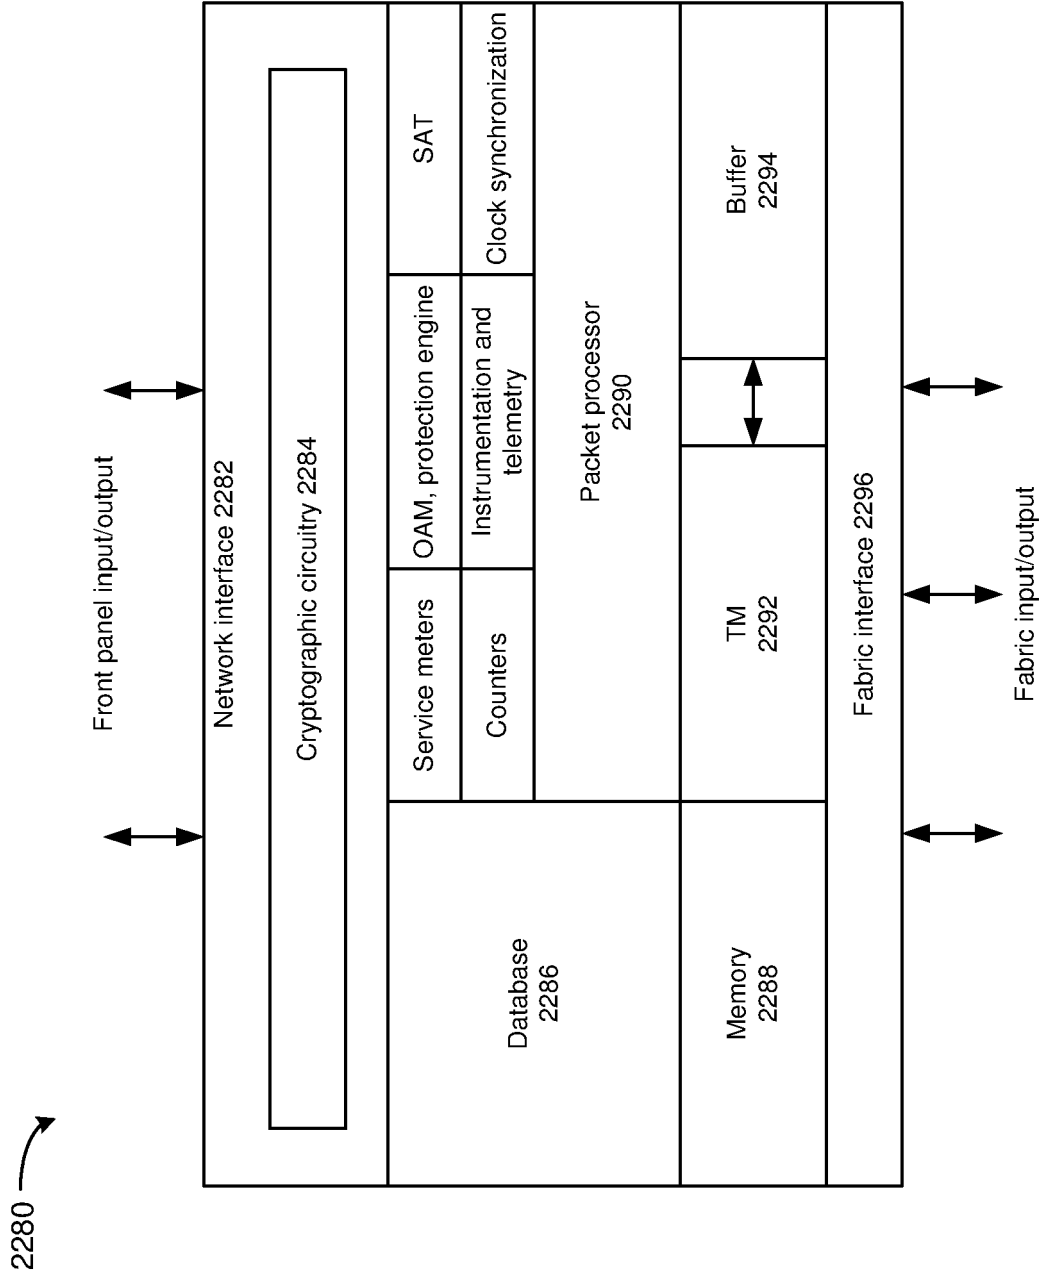 2280
Front panel input/output
Network interface 2282
Cryptographic circuitry 2284
Database
2286
Service meters
OAM, protection engine
SAT
Counters
Instrumentation and
telemetry
Clock synchronization
Packet processor
2290
Memory
2288
TM
2292
Buffer
2294
Fabric interface 2296
Fabric input/output